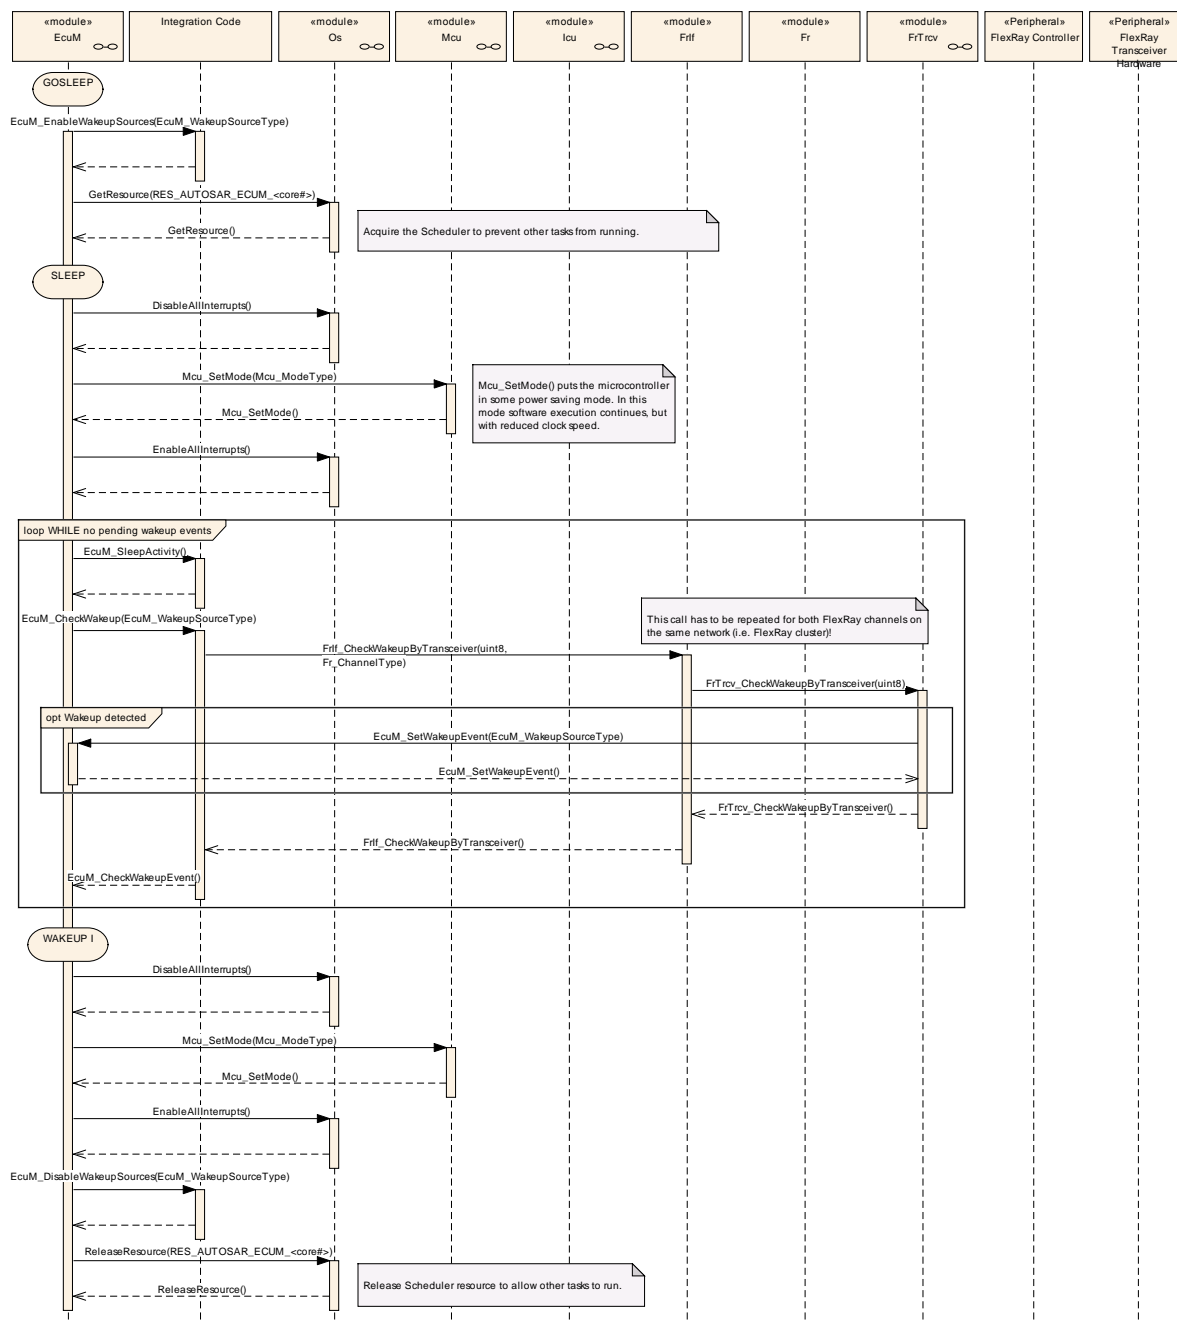 «module»
EcuM
Integration Code
«module»
Os
«module»
Mcu
«module»
Icu
«module»
FrIf
«module»
Fr
«module»
FrTrcv
«Peripheral»
FlexRay Controller
«Peripheral»
FlexRay
Transceiver
Hardware
GOSLEEP
EcuM_EnableWakeupSources(EcuM_WakeupSourceType)
GetResource(RES_AUTOSAR_ECUM_<core#>)
Acquire the Scheduler to prevent other tasks from running.
GetResource()
SLEEP
DisableAllInterrupts()
Mcu_SetMode(Mcu_ModeType)
Mcu_SetMode() puts the microcontroller
in some power saving mode. In this
mode software execution continues, but
with reduced clock speed.
Mcu_SetMode()
EnableAllInterrupts()
loop WHILE no pending wakeup events
EcuM_SleepActivity()
EcuM_CheckWakeup(EcuM_WakeupSourceType)
This call has to be repeated for both FlexRay channels on
the same network (i.e. FlexRay cluster)!
FrIf_CheckWakeupByTransceiver(uint8,
Fr_ChannelType)
FrTrcv_CheckWakeupByTransceiver(uint8)
opt Wakeup detected
EcuM_SetWakeupEvent(EcuM_WakeupSourceType)
EcuM_SetWakeupEvent()
FrTrcv_CheckWakeupByTransceiver()
FrIf_CheckWakeupByTransceiver()
EcuM_CheckWakeupEvent()
WAKEUP I
DisableAllInterrupts()
Mcu_SetMode(Mcu_ModeType)
Mcu_SetMode()
EnableAllInterrupts()
EcuM_DisableWakeupSources(EcuM_WakeupSourceType)
ReleaseResource(RES_AUTOSAR_ECUM_<core#>)
Release Scheduler resource to allow other tasks to run.
ReleaseResource()